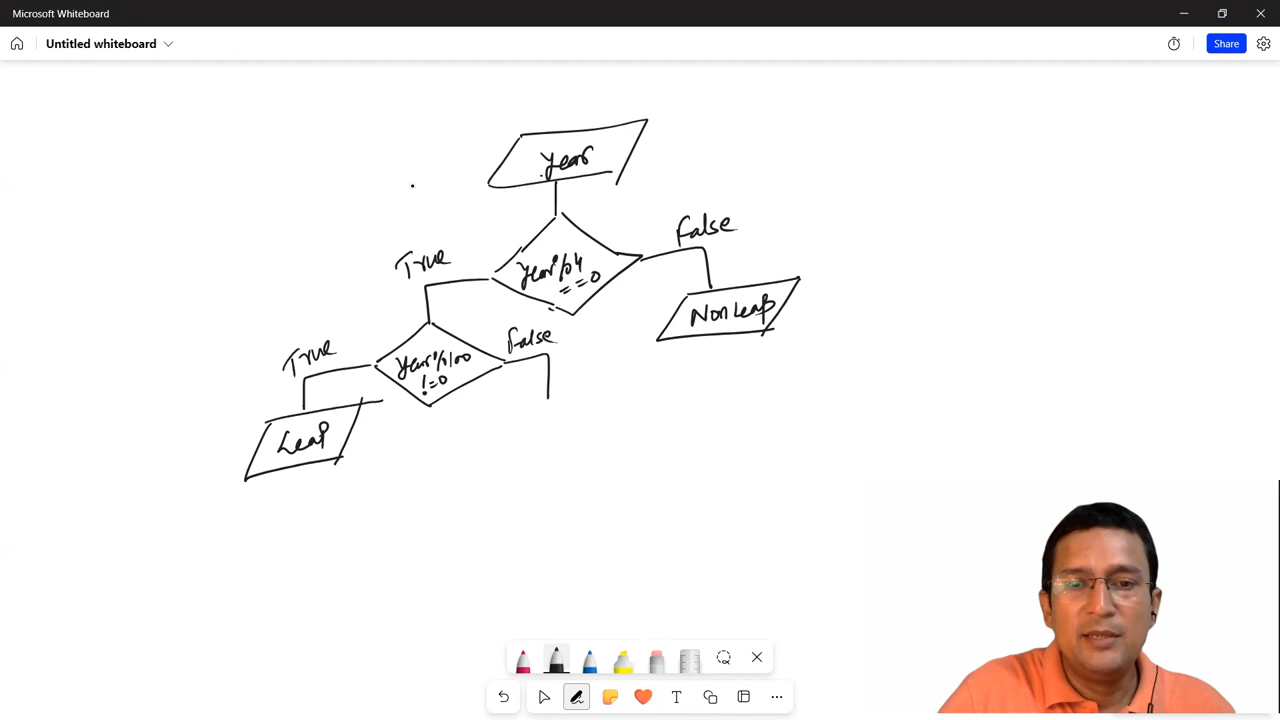 Microsoft Whiteboard
Untitled whiteboard
Share
year
False
True
year%4
==0
Non Leap
False
True
year%100
!=0
Leap